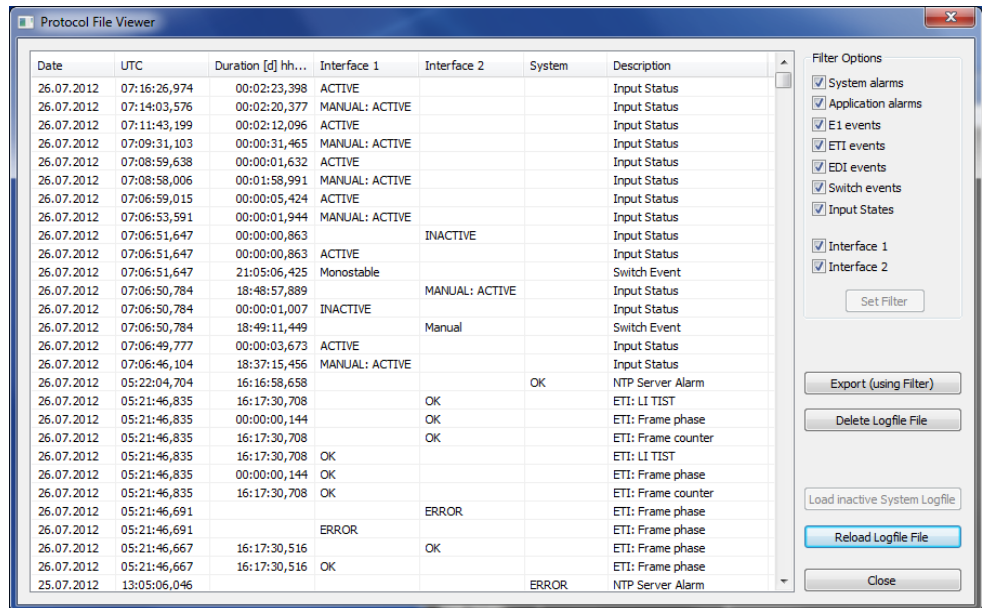 Protocol File Viewer
Date UTC Duration [d] hh... Interface 1 Interface 2 System Description
26.07.2012 07:16:26,974 00:02:23,398 ACTIVE Input Status
26.07.2012 07:14:03,576 00:02:20,377 MANUAL: ACTIVE Input Status
26.07.2012 07:11:43,199 00:02:12,096 ACTIVE Input Status
26.07.2012 07:09:31,103 00:00:31,465 MANUAL: ACTIVE Input Status
26.07.2012 07:08:59,638 00:00:01,632 ACTIVE Input Status
26.07.2012 07:08:58,006 00:01:58,991 MANUAL: ACTIVE Input Status
26.07.2012 07:06:59,015 00:00:05,424 ACTIVE Input Status
26.07.2012 07:06:53,591 00:00:01,944 MANUAL: ACTIVE Input Status
26.07.2012 07:06:51,647 00:00:00,863 INACTIVE Input Status
26.07.2012 07:06:51,647 00:00:00,863 ACTIVE Input Status
26.07.2012 07:06:51,647 21:05:06,425 Monostable Switch Event
26.07.2012 07:06:50,784 18:48:57,889 MANUAL: ACTIVE Input Status
26.07.2012 07:06:50,784 00:00:01,007 INACTIVE Input Status
26.07.2012 07:06:50,784 18:49:11,449 Manual Switch Event
26.07.2012 07:06:49,777 00:00:03,673 ACTIVE Input Status
26.07.2012 07:06:46,104 18:37:15,456 MANUAL: ACTIVE Input Status
26.07.2012 05:22:04,704 16:16:58,658 OK NTP Server Alarm
26.07.2012 05:21:46,835 16:17:30,708 OK ETI: LI TIST
26.07.2012 05:21:46,835 00:00:00,144 OK ETI: Frame phase
26.07.2012 05:21:46,835 16:17:30,708 OK ETI: Frame counter
26.07.2012 05:21:46,835 16:17:30,708 OK ETI: LI TIST
26.07.2012 05:21:46,835 00:00:00,144 OK ETI: Frame phase
26.07.2012 05:21:46,835 16:17:30,708 OK ETI: Frame counter
26.07.2012 05:21:46,691 ERROR ETI: Frame phase
26.07.2012 05:21:46,691 ERROR ETI: Frame phase
26.07.2012 05:21:46,667 16:17:30,516 OK ETI: Frame phase
26.07.2012 05:21:46,667 16:17:30,516 OK ETI: Frame phase
25.07.2012 13:05:06,046 ERROR NTP Server Alarm
Filter Options
System alarms
Application alarms
E1 events
ETI events
EDI events
Switch events
Input States
Interface 1
Interface 2
Set Filter
Export (using Filter)
Delete Logfile File
Load inactive System Logfile
Reload Logfile File
Close